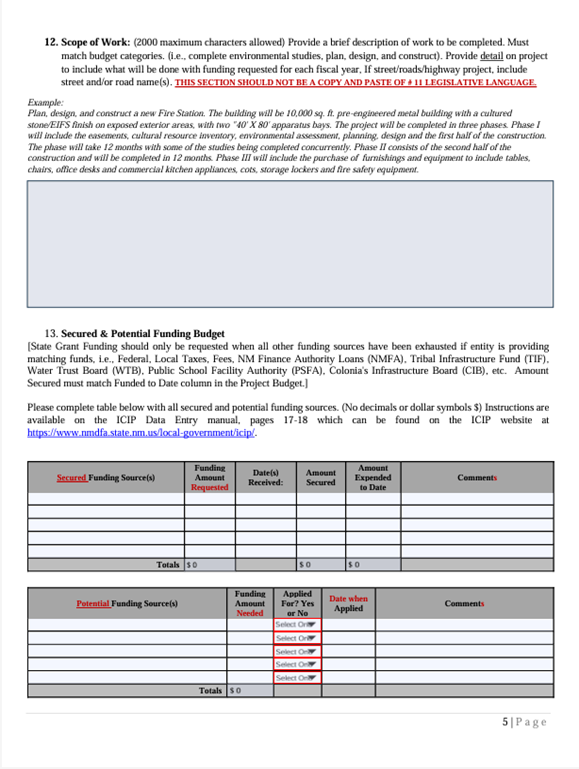 12. Scope of Work: (2000 maximum characters allowed) Provide a brief description of work to be completed. Must
match budget categories. (i.e., complete environmental studies, plan, design, and construct). Provide detail on project
to include what will be done with funding requested for each fiscal year, If street/roads/highway project, include
street and/or road name(s). THIS SECTION SHOULD NOT BE A COPY AND PASTE OF # 11 LEGISLATIVE LANGUAGE.
Example:
Plan, design, and construct a new Fire Station. The building will be 10,000 sq. ft. pre-engineered metal building with a cultured
stone/EIFS finish on exposed exterior areas, with two "40' X 80' apparatus bays. The project will be completed in three phases. Phase I
will include the easements, cultural resource inventory, environmental assessment, planning, design and the first half of the construction.
The phase will take 12 months with some of the studies being completed concurrently. Phase II consists of the second half of the
construction and will be completed in 12 months. Phase III will include the purchase of furnishings and equipment to include tables,
chairs, office desks and commercial kitchen appliances, cots, storage lockers and fire safety equipment.
13. Secured & Potential Funding Budget
[State Grant Funding should only be requested when all other funding sources have been exhausted if entity is providing
matching funds, i.e., Federal, Local Taxes, Fees, NM Finance Authority Loans (NMFA), Tribal Infrastructure Fund (TIF),
Water Trust Board (WTB), Public School Facility Authority (PSFA), Colonia's Infrastructure Board (CIB), etc. Amount
Secured must match Funded to Date column in the Project Budget.]
Please complete table below with all secured and potential funding sources. (No decimals or dollar symbols $) Instructions are
available on the ICIP Data Entry manual, pages 17-18 which can be found on the ICIP website at
https://www.nmdfa.state.nm.us/local-government/icip/.
Secured Funding Source(s)
Funding
Amount
Requested
Date(s)
Received:
Amount
Secured
Amount
Expended
to Date
Comments
Totals $ 0 $ 0 $ 0
Potential Funding Source(s)
Funding
Amount
Needed
Applied
For? Yes
or No
Date when
Applied
Comments
Select On
Select On
Select On
Select On
Select On
Totals $ 0
5 | Page